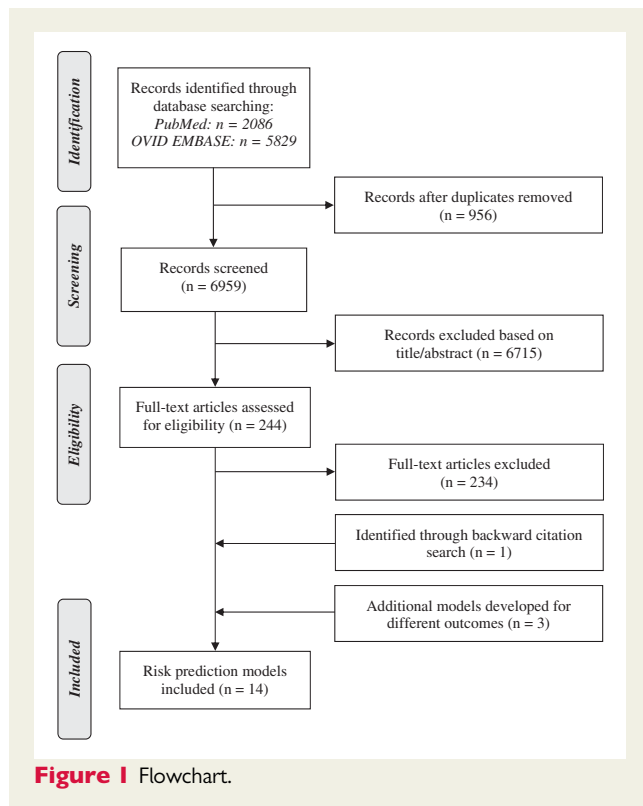 Identification
Records identified through
database searching:
PubMed: n = 2086
OVID EMBASE: n = 5829
Records after duplicates removed
(n = 956)
Screening
Records screened
(n = 6959)
Records excluded based on
title/abstract (n = 6715)
Eligibility
Full-text articles assessed
for eligibility (n = 244)
Full-text articles excluded
(n = 234)
Identified through backward citation
search (n = 1)
Additional models developed for
different outcomes (n = 3)
Included
Risk prediction models
included (n = 14)
Figure 1 Flowchart.